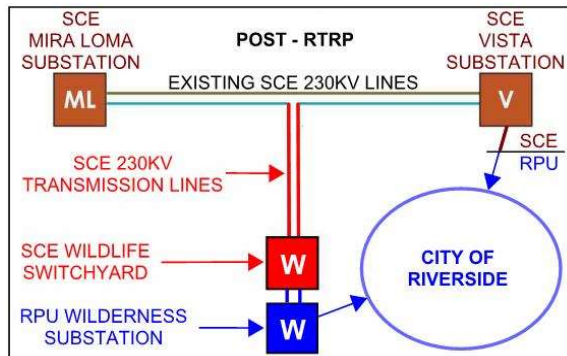 SCE
MIRA LOMA
SUBSTATION
POST - RTRP
SCE
VISTA
SUBSTATION
ML
EXISTING SCE 230KV LINES
V
SCE
RPU
SCE 230KV
TRANSMISSION LINES
CITY OF
RIVERSIDE
SCE WILDLIFE
SWITCHYARD
W
RPU WILDERNESS
SUBSTATION
W